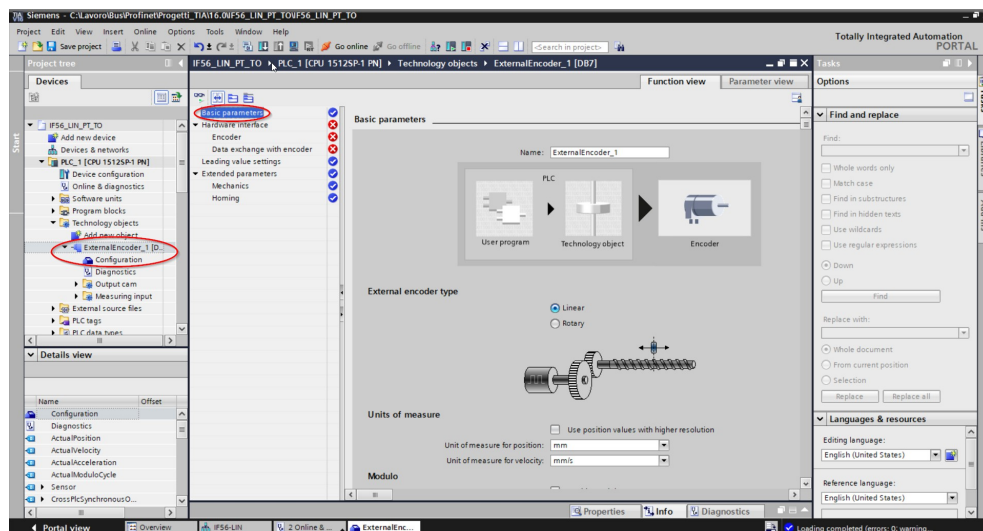 Siemens - C:\Lavoro\Bus\Profinet\Progetti_TIA\16.0\IF56_LIN_PT_TO\IF56_LIN_PT_TO
Project Edit View Insert Online Options Tools Window Help
Totally Integrated Automation
PORTAL
Save project
Go online
Go offline
<Search in project>
Project tree
IF56_LIN_PT_TO
PLC_1 [CPU 1512SP-1 PN]
Technology objects
ExternalEncoder_1 [DB7]
Tasks
Devices
Function view
Parameter view
Options
IF56_LIN_PT_TO
Add new device
Devices & networks
PLC_1 [CPU 1512SP-1 PN]
Device configuration
Online & diagnostics
Software units
Program blocks
Technology objects
Add new object
ExternalEncoder_1 [D...
Configuration
Diagnostics
Output cam
Measuring input
External source files
PLC tags
PLC data types
Start
Details view
Name
Offset
Configuration
Diagnostics
ActualPosition
ActualVelocity
ActualAcceleration
ActualModuloCycle
Sensor
CrossPlcSynchronousO...
Basic parameters
Hardware interface
Encoder
Data exchange with encoder
Leading value settings
Extended parameters
Mechanics
Homing
Basic parameters
Name: ExternalEncoder_1
PLC
User program
Technology object
Encoder
External encoder type
Linear
Rotary
Units of measure
Use position values with higher resolution
Unit of measure for position: mm
Unit of measure for velocity: mm/s
Modulo
Properties
Info
Diagnostics
Find and replace
Find:
Whole words only
Match case
Find in substructures
Find in hidden texts
Use wildcards
Use regular expressions
Down
Up
Find
Replace with:
Whole document
From current position
Selection
Replace
Replace all
Languages & resources
Editing language:
English (United States)
Reference language:
English (United States)
Portal view
Overview
IF56-LIN
2 Online & ...
ExternalEnc...
Loading completed (errors: 0; warning...